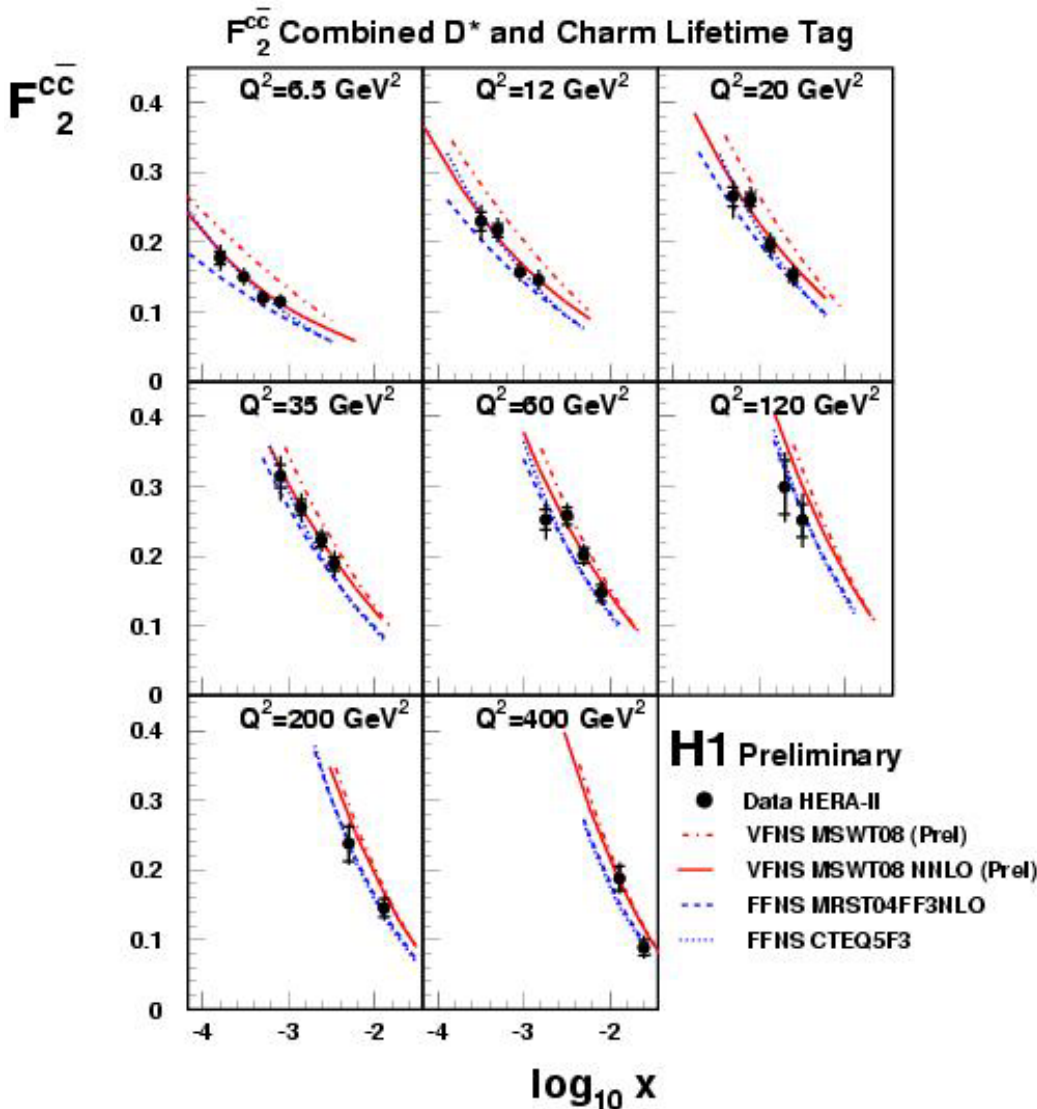 F₂^cc̄ Combined D* and Charm Lifetime Tag
F₂^cc̄
Q²=6.5 GeV²
Q²=12 GeV²
Q²=20 GeV²
0.4
0.3
0.2
0.1
0
Q²=35 GeV²
Q²=60 GeV²
Q²=120 GeV²
0.4
0.3
0.2
0.1
0
Q²=200 GeV²
Q²=400 GeV²
0.4
0.3
0.2
0.1
0
H1 Preliminary
Data HERA-II
VFNS MSWT08 (Prel)
VFNS MSWT08 NNLO (Prel)
FFNS MRST04FF3NLO
FFNS CTEQ5F3
-4 -3 -2 -4 -3 -2
log₁₀ x